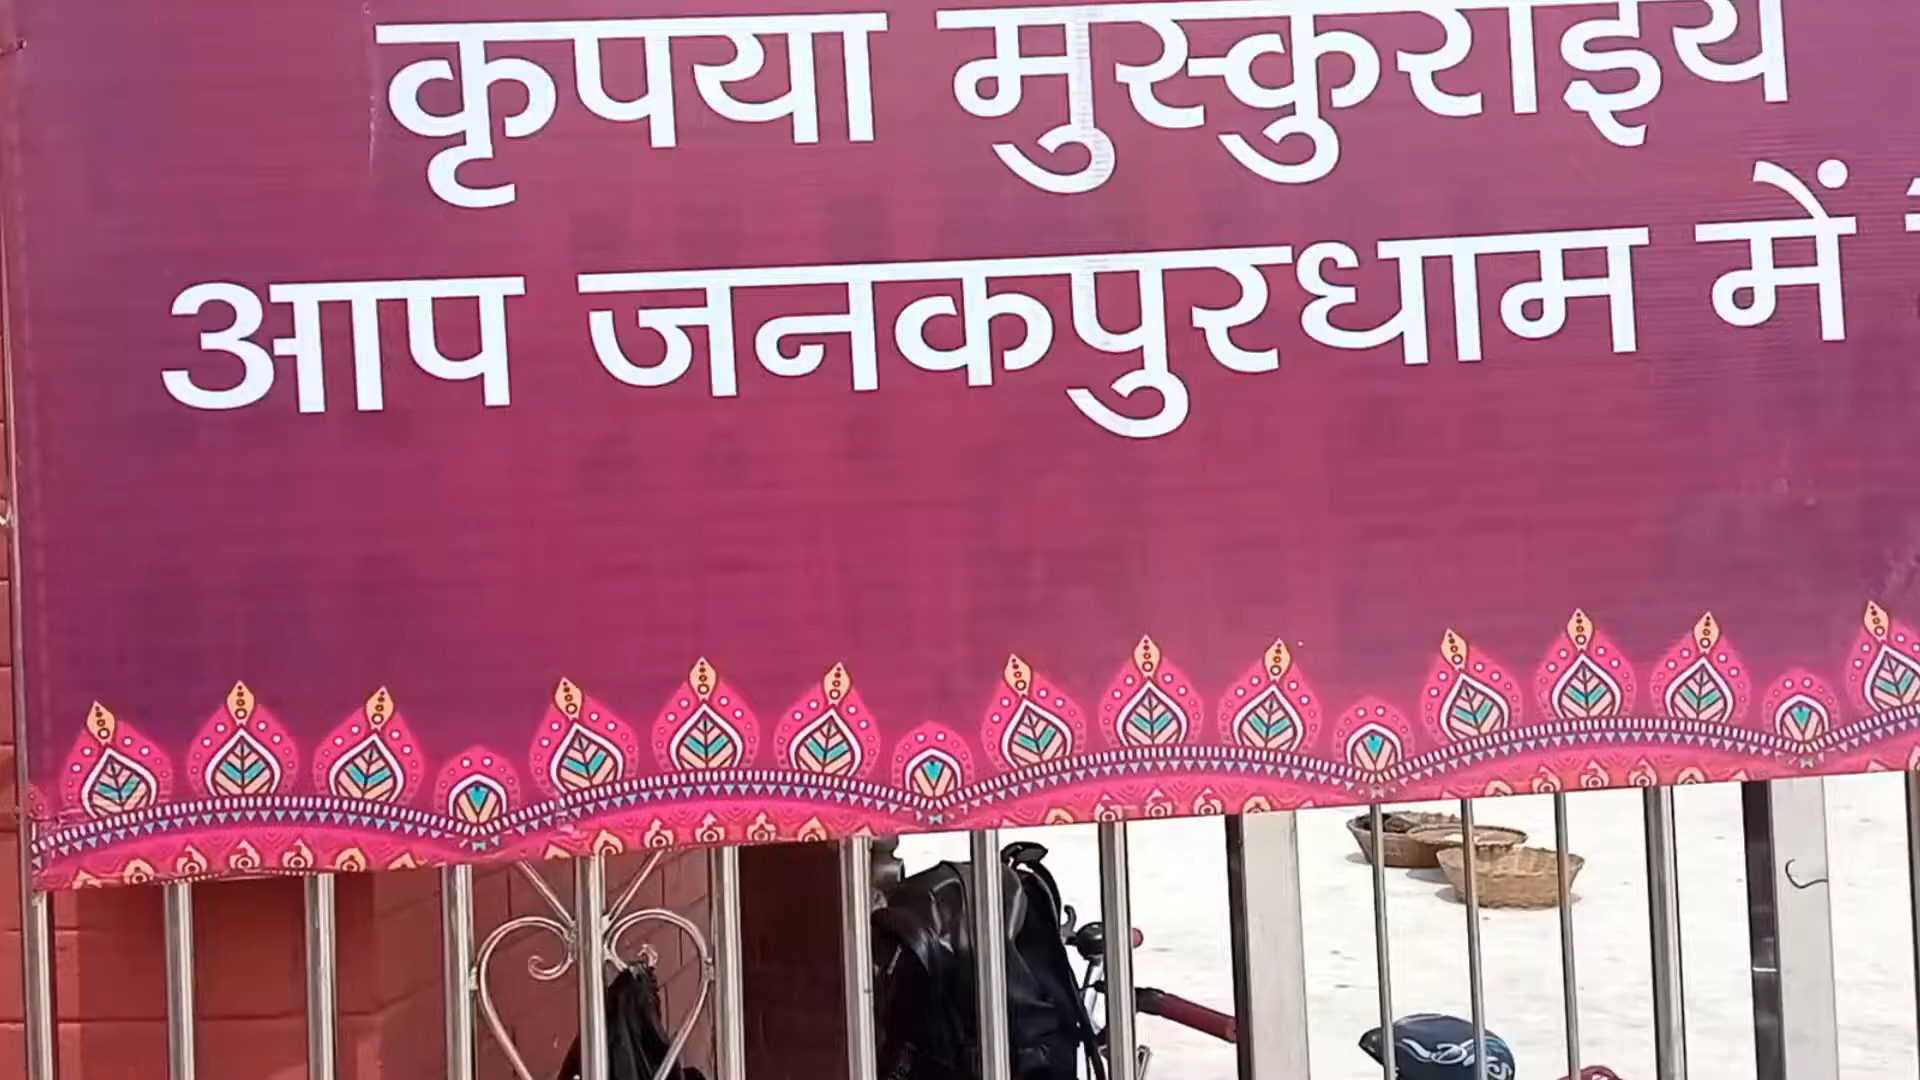 कृपया मुस्कुराइये
आप जनकपुरधाम में